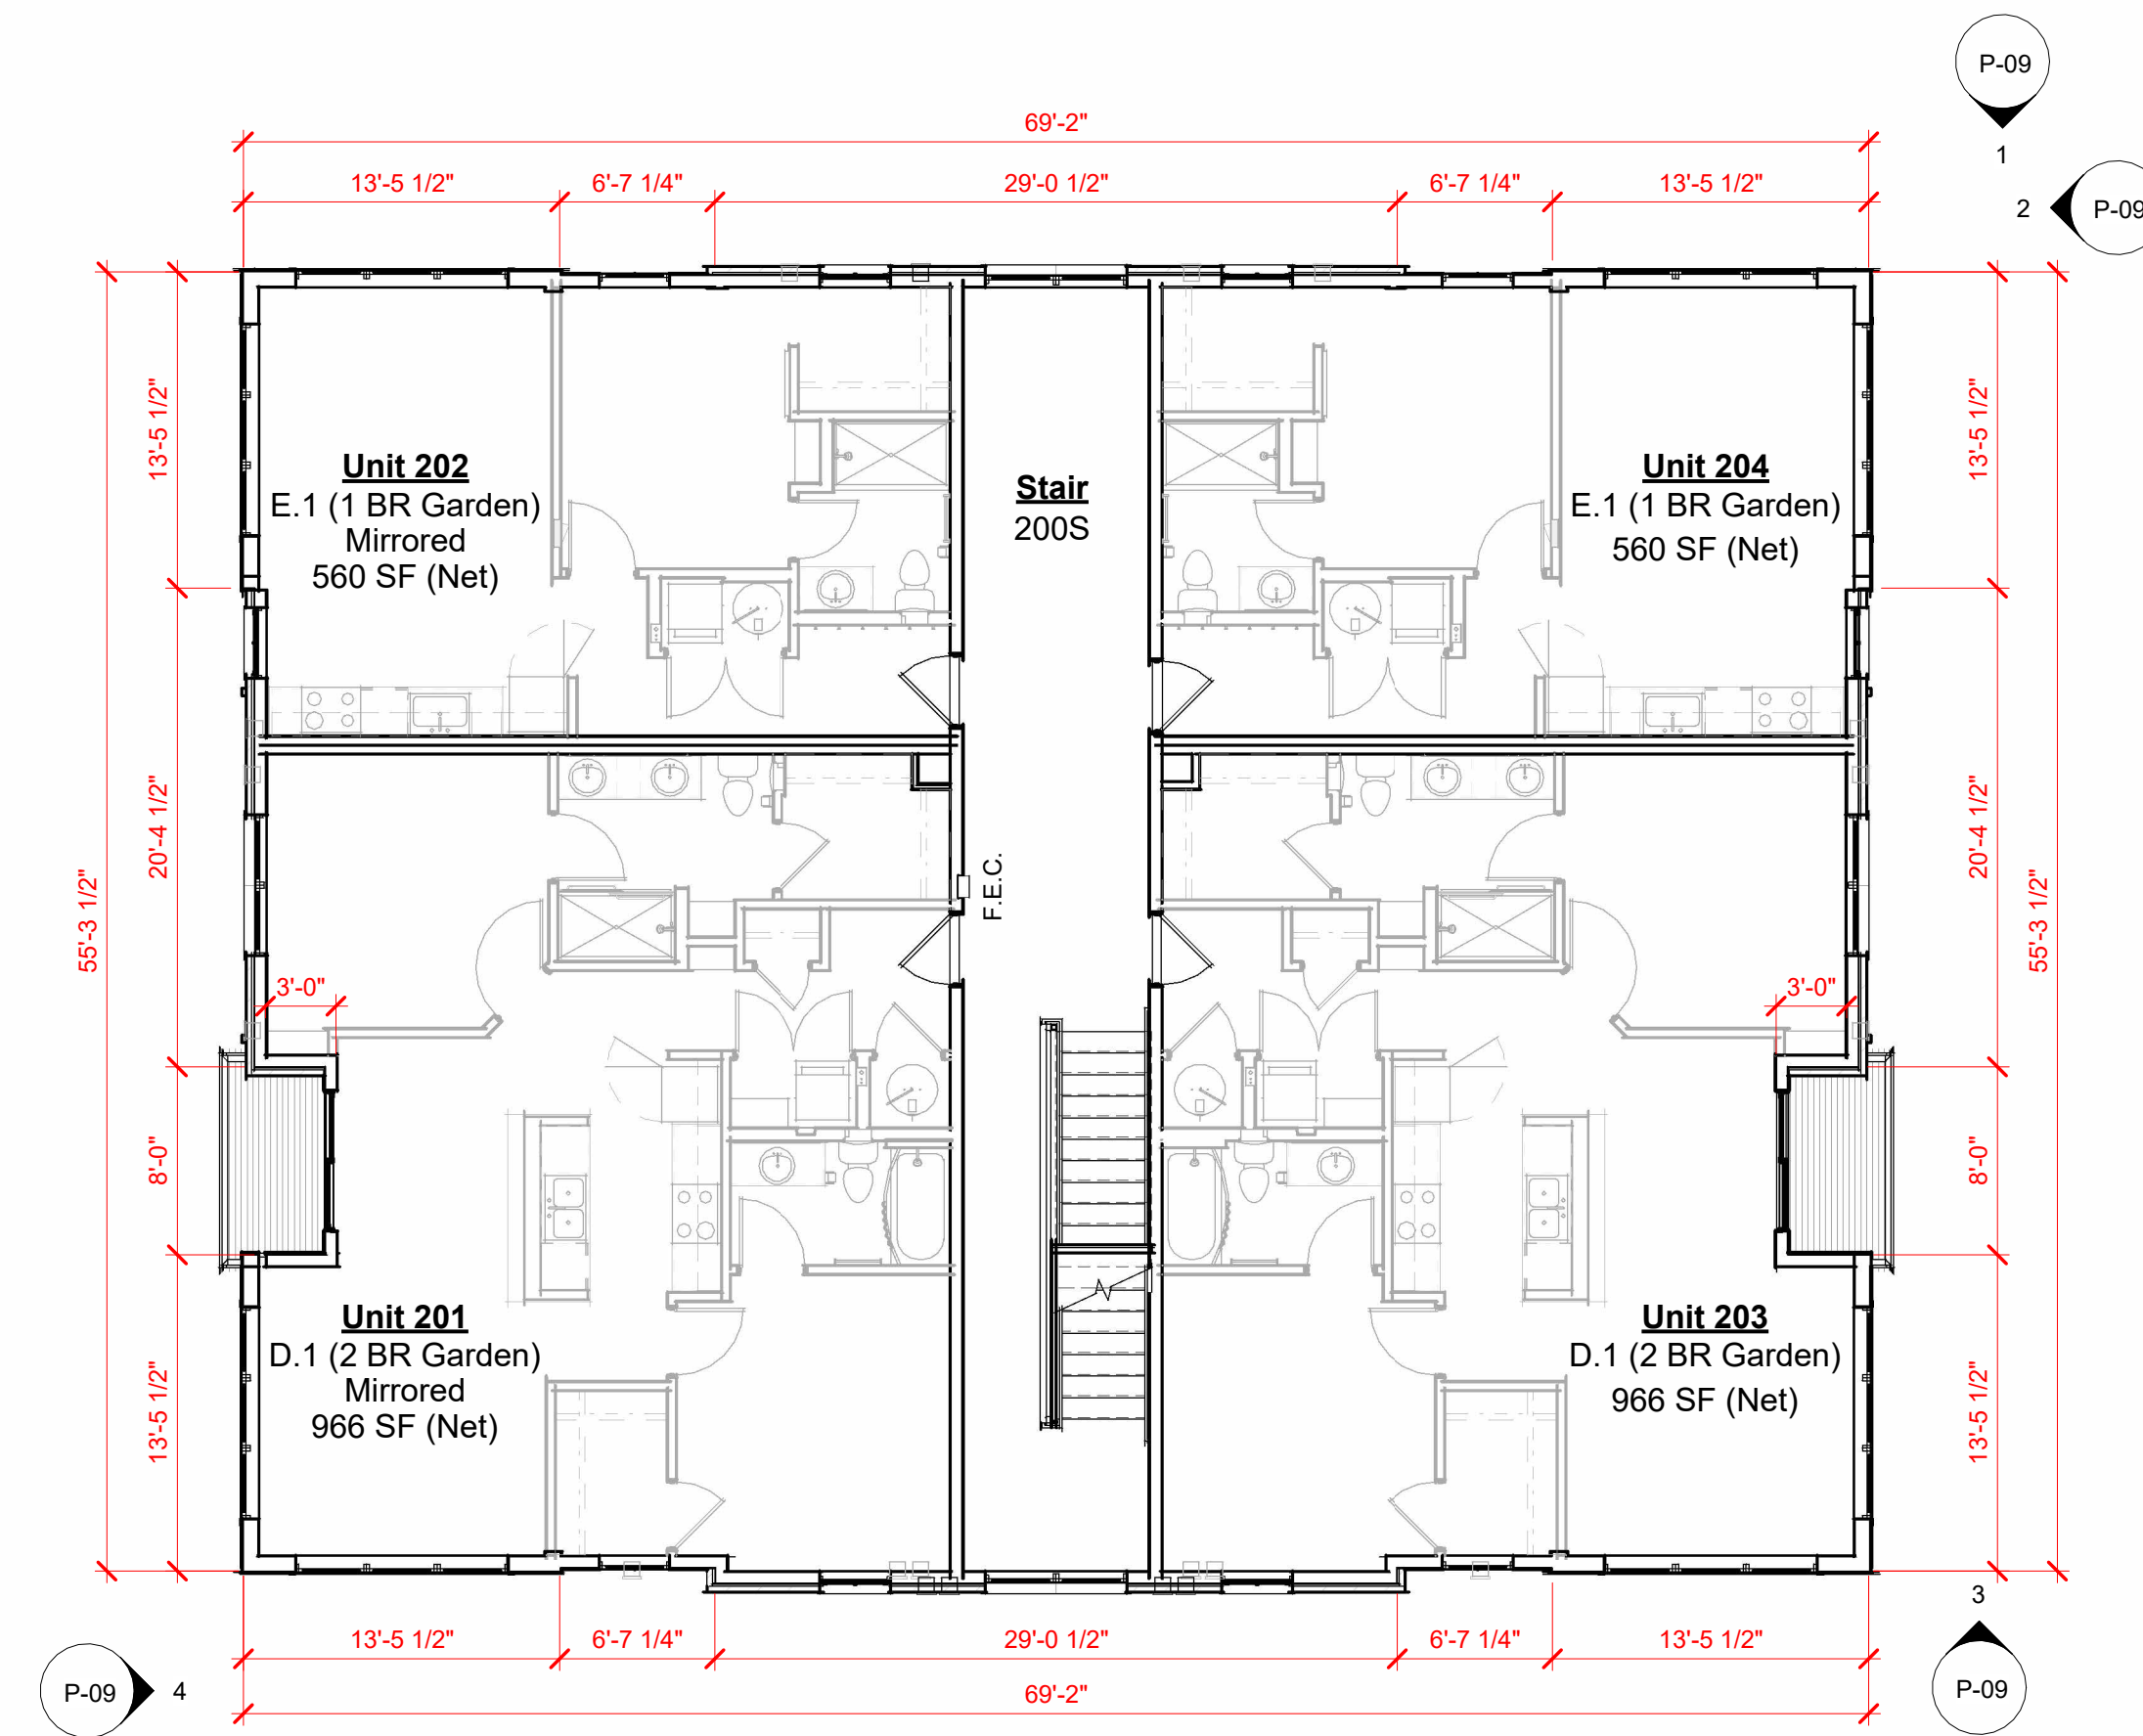 P-09
1
2
P-09
69'-2"
13'-5 1/2"
6'-7 1/4"
29'-0 1/2"
6'-7 1/4"
13'-5 1/2"
13'-5 1/2"
20'-4 1/2"
55'-3 1/2"
8'-0"
13'-5 1/2"
3'-0"
Unit 202
E.1 (1 BR Garden)
Mirrored
560 SF (Net)
Stair
200S
Unit 204
E.1 (1 BR Garden)
560 SF (Net)
F.E.C.
13'-5 1/2"
20'-4 1/2"
55'-3 1/2"
3'-0"
8'-0"
13'-5 1/2"
Unit 201
D.1 (2 BR Garden)
Mirrored
966 SF (Net)
Unit 203
D.1 (2 BR Garden)
966 SF (Net)
13'-5 1/2"
6'-7 1/4"
29'-0 1/2"
6'-7 1/4"
13'-5 1/2"
69'-2"
P-09
4
3
P-09